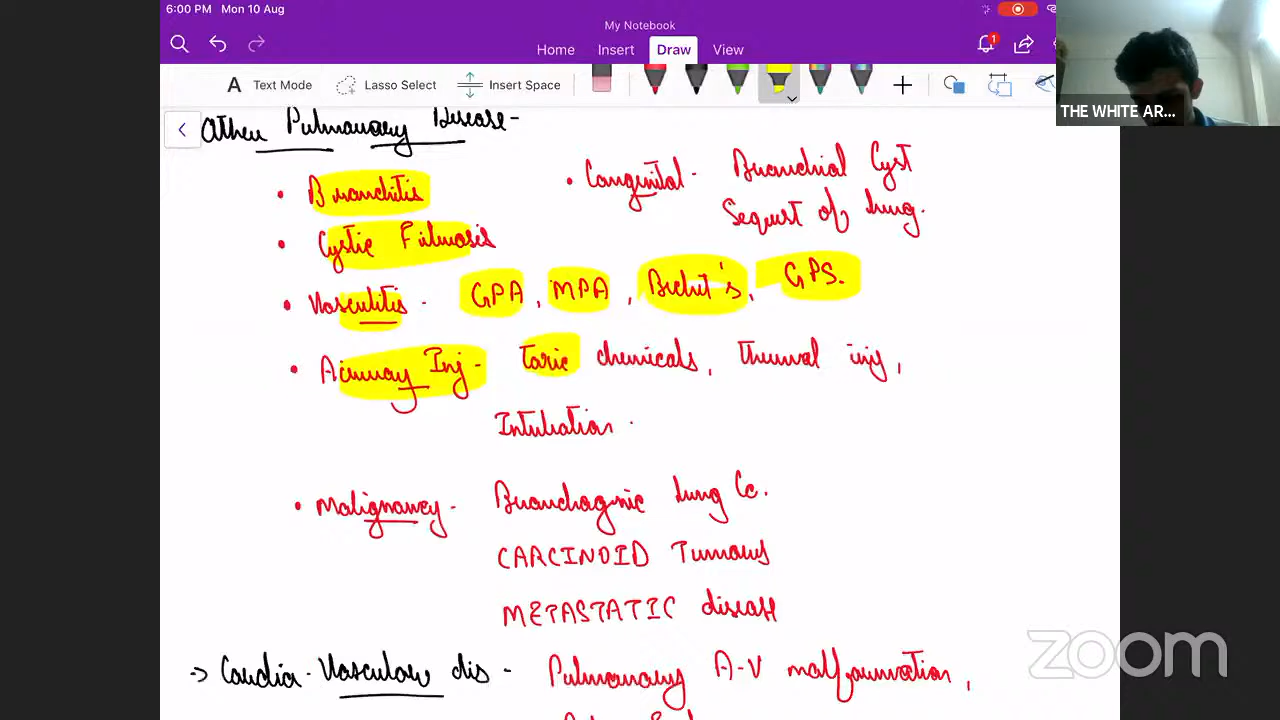 6:00 PM Mon 10 Aug
My Notebook
Home Insert Draw View
1
A Text Mode Lasso Select Insert Space
THE WHITE AR...
Other Pulmonary Disease-
• Bronchitis
• Congenital - Bronchial Cyst
Sequst of lung.
• Cystic Fibrosis
• Vasculitis - GPA, MPA, Bechet's, GPS.
• Airway Inj - Toxic chemicals, thermal inj,
Intubation.
• Malignancy - Bronchogenic lung Ca.
CARCINOID Tumours
METASTATIC disease
→ Cardio-Vascular dis - Pulmonary A-V malformation,
zoom